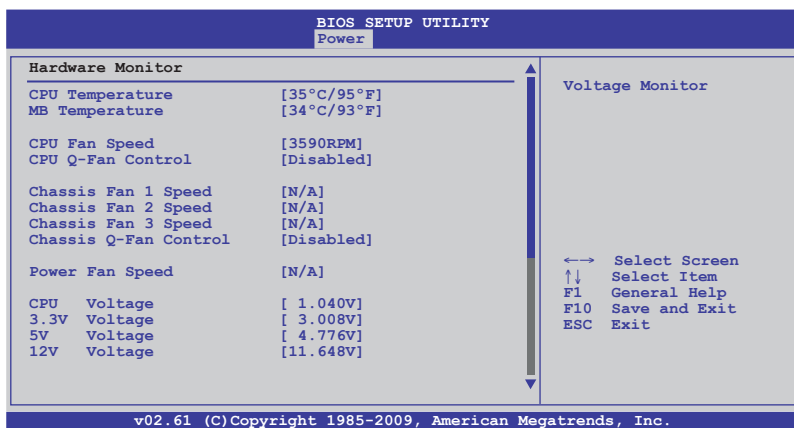 BIOS SETUP UTILITY
Power
Hardware Monitor
CPU Temperature [35°C/95°F]
MB Temperature [34°C/93°F]
CPU Fan Speed [3590RPM]
CPU Q-Fan Control [Disabled]
Chassis Fan 1 Speed [N/A]
Chassis Fan 2 Speed [N/A]
Chassis Fan 3 Speed [N/A]
Chassis Q-Fan Control [Disabled]
Power Fan Speed [N/A]
CPU Voltage [ 1.040V]
3.3V Voltage [ 3.008V]
5V Voltage [ 4.776V]
12V Voltage [11.648V]
Voltage Monitor
←→ Select Screen
↑↓ Select Item
F1 General Help
F10 Save and Exit
ESC Exit
v02.61 (C)Copyright 1985-2009, American Megatrends, Inc.